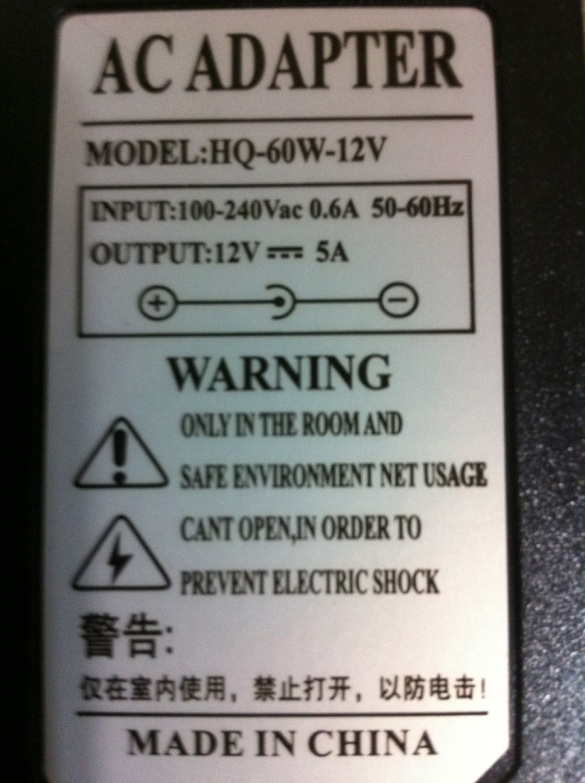 AC ADAPTER
MODEL:HQ-60W-12V
INPUT:100-240Vac 0.6A 50-60Hz
OUTPUT:12V ⎓ 5A
+ −
WARNING
ONLY IN THE ROOM AND
SAFE ENVIRONMENT NET USAGE
CANT OPEN,IN ORDER TO
PREVENT ELECTRIC SHOCK
警告:
仅在室内使用，禁止打开，以防电击!
MADE IN CHINA